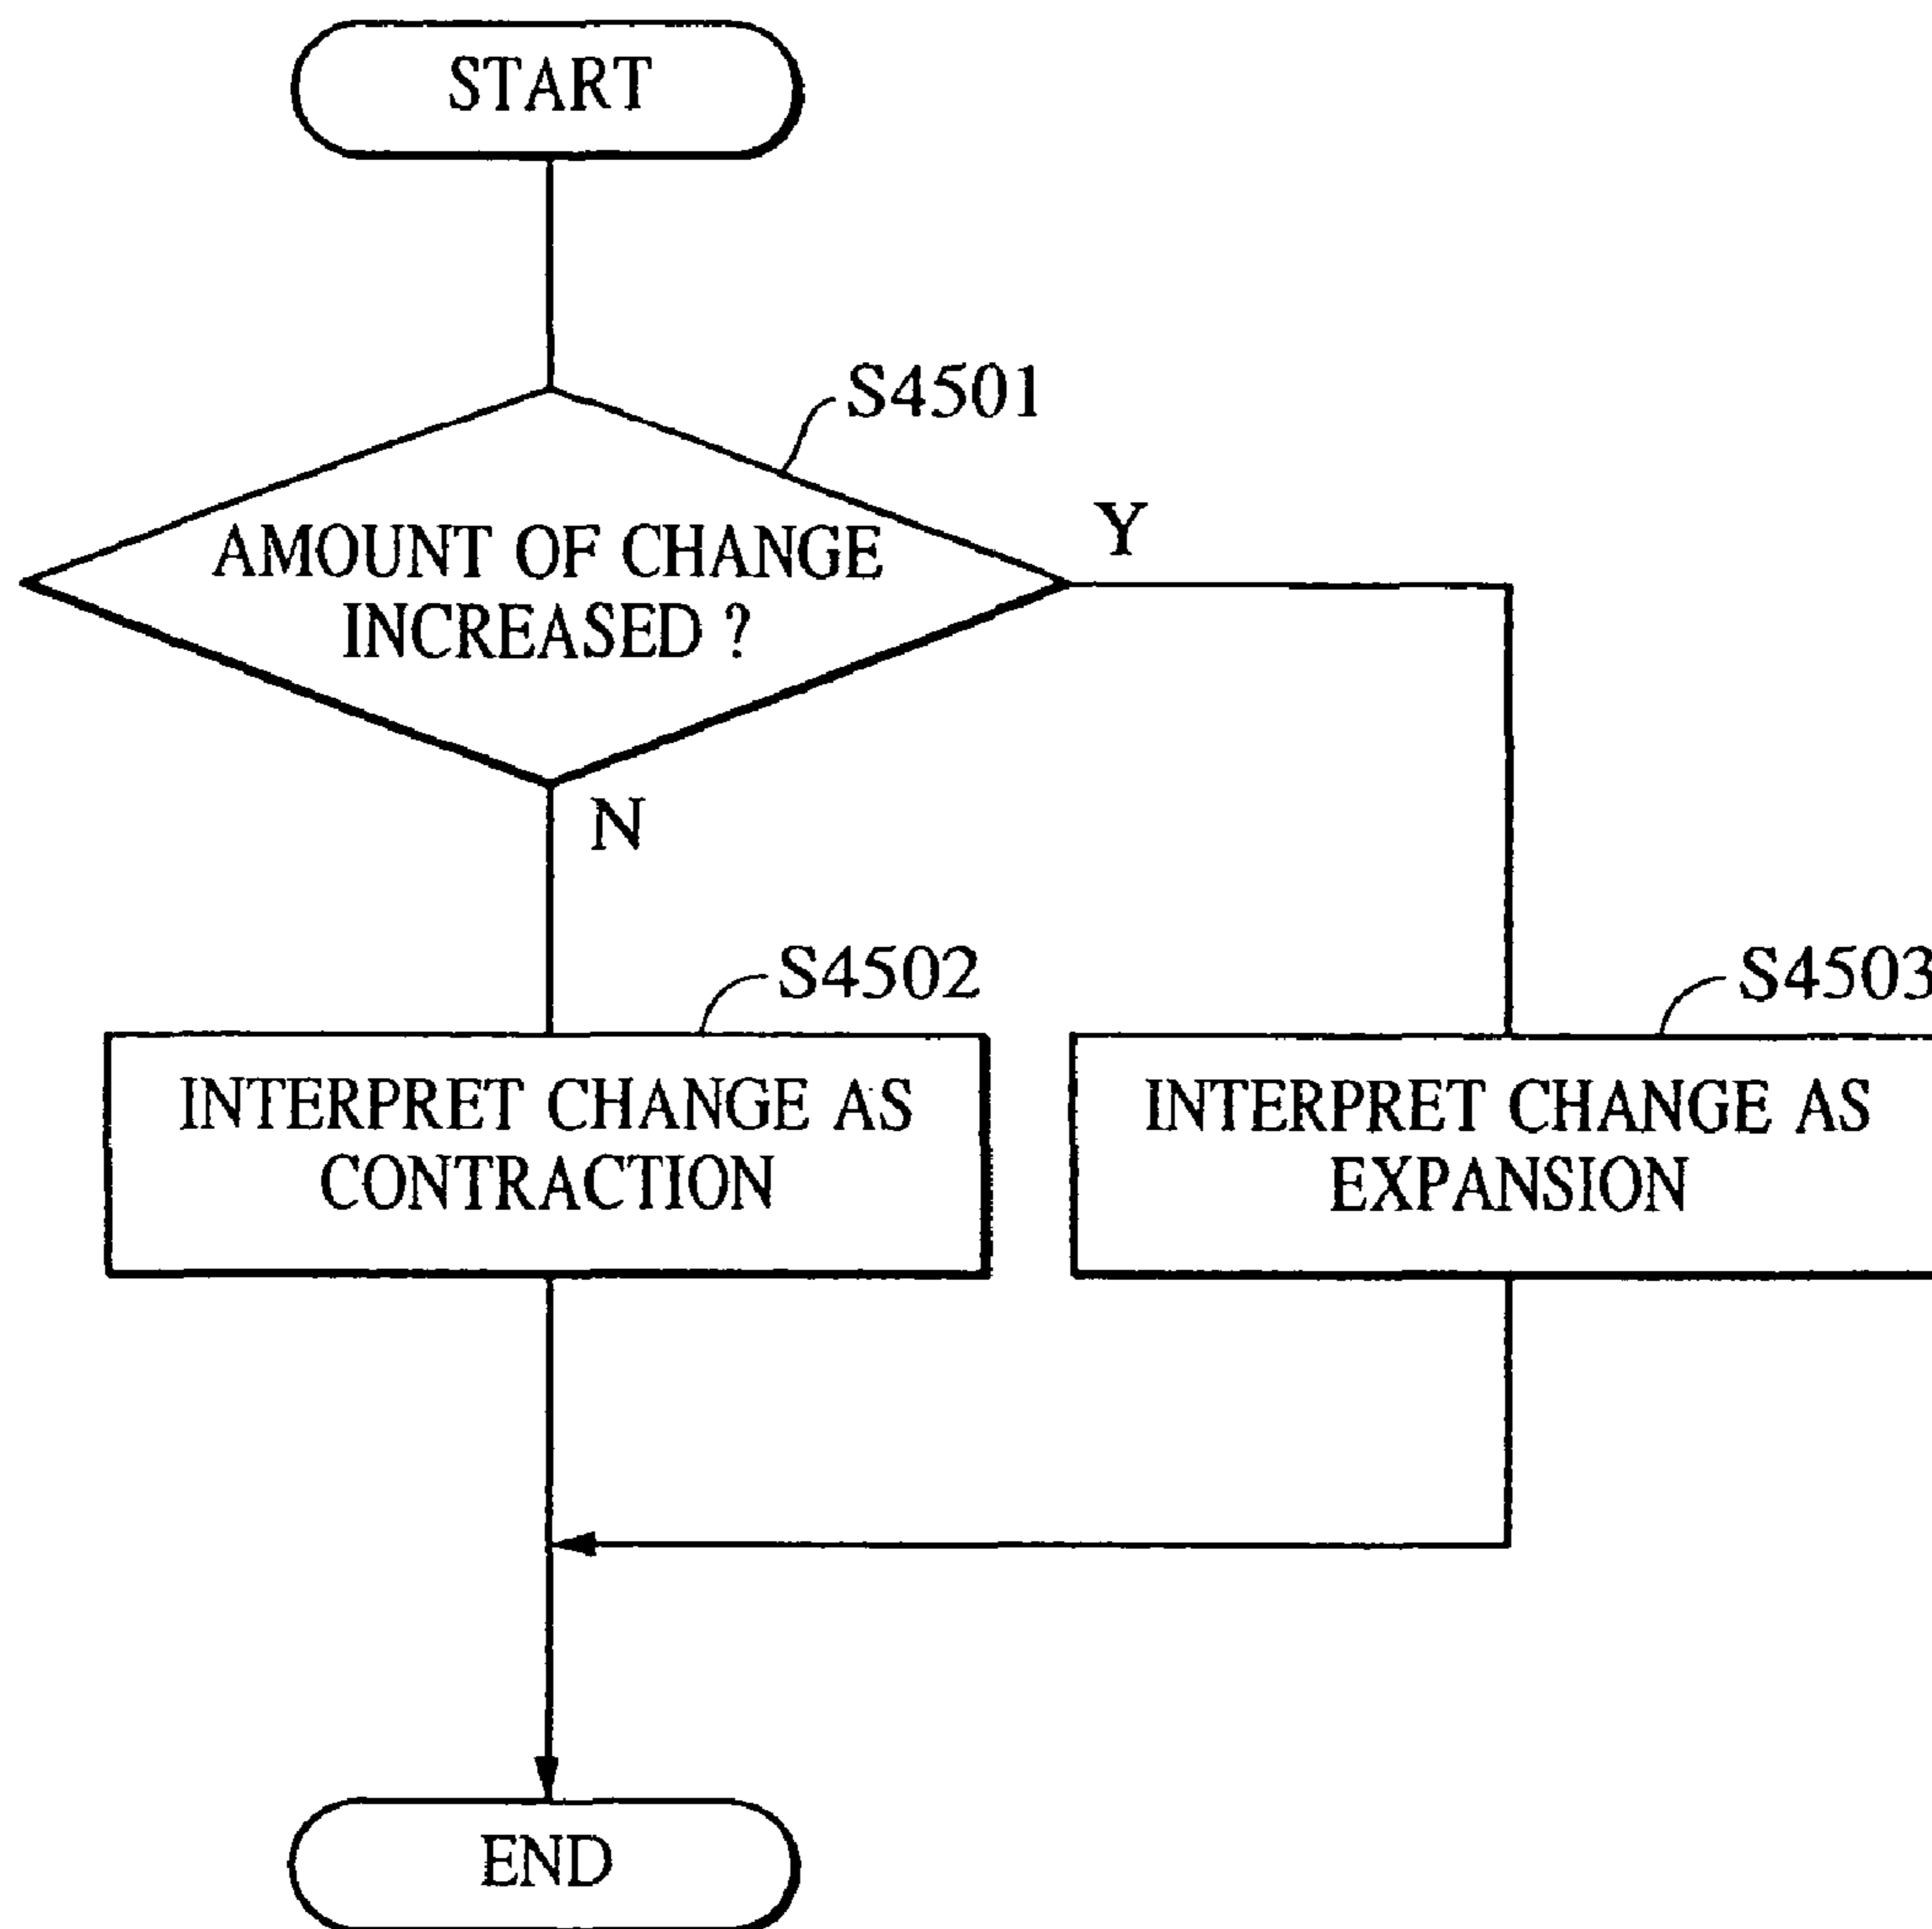 START
S4501
AMOUNT OF CHANGE
INCREASED ?
Y
N
S4502
S4503
INTERPRET CHANGE AS
CONTRACTION
INTERPRET CHANGE AS
EXPANSION
END